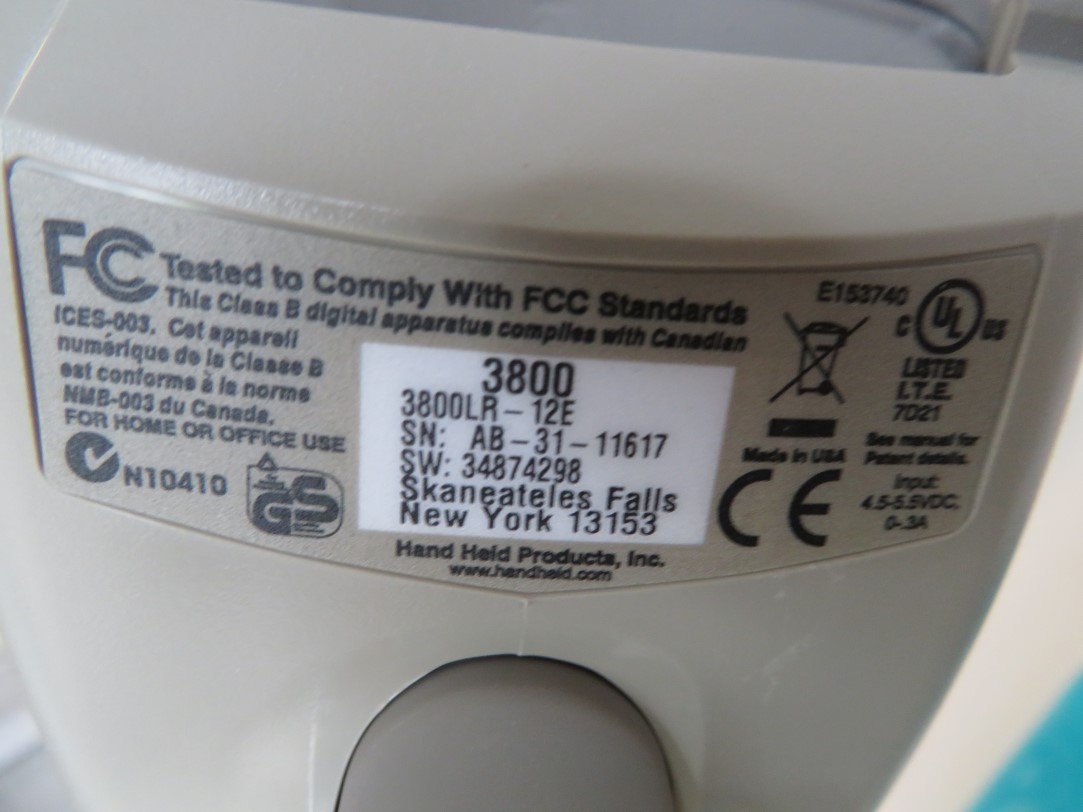 FC Tested to Comply With FCC Standards
This Class B digital apparatus complies with Canadian
ICES-003. Cet appareil
numérique de la Classe B
est conforme à la norme
NMB-003 du Canada.
FOR HOME OR OFFICE USE
N10410
GS
3800
3800LR-12E
SN: AB-31-11617
SW: 34874298
Skaneateles Falls
New York 13153
Hand Held Products, Inc.
www.handheld.com
E153740
C UL US
LISTED
I.T.E.
7D21
Made in USA
CE
See manual for
Patent details.
Input:
4.5-5.5VDC,
0-.3A